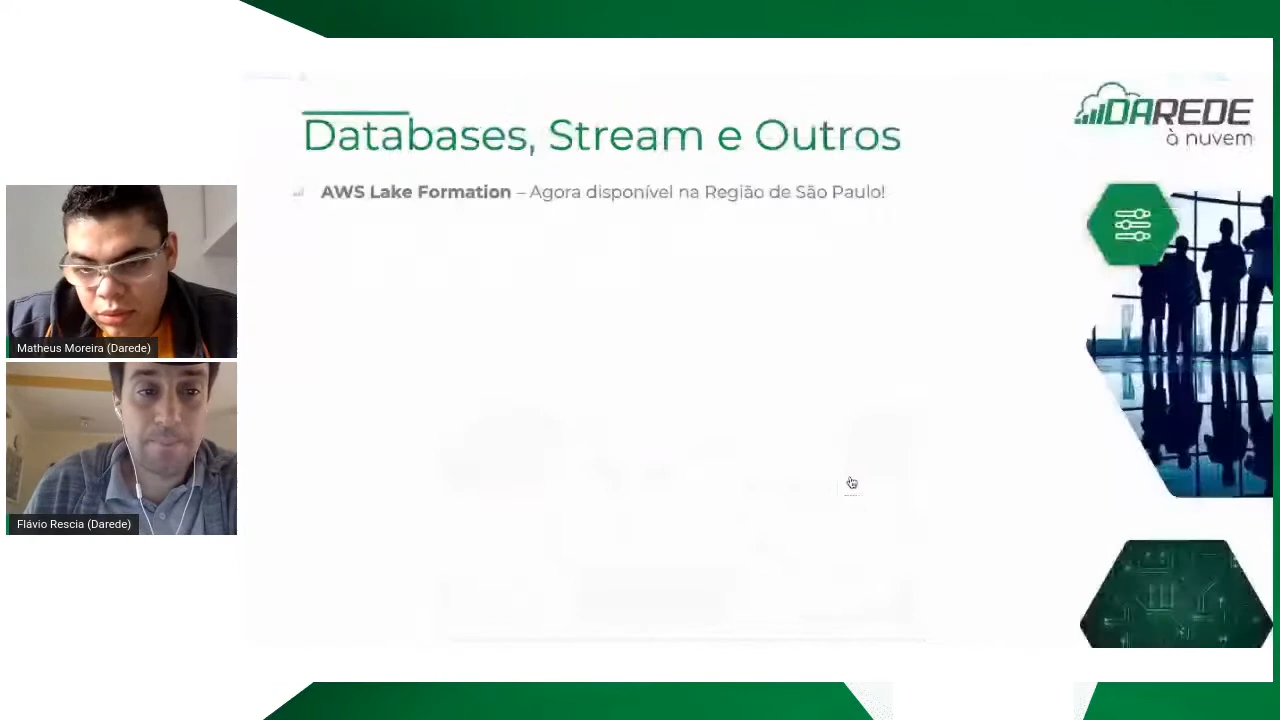 Databases, Stream e Outros
DAREDE
à nuvem
AWS Lake Formation – Agora disponível na Região de São Paulo!
Matheus Moreira (Darede)
Flávio Rescia (Darede)